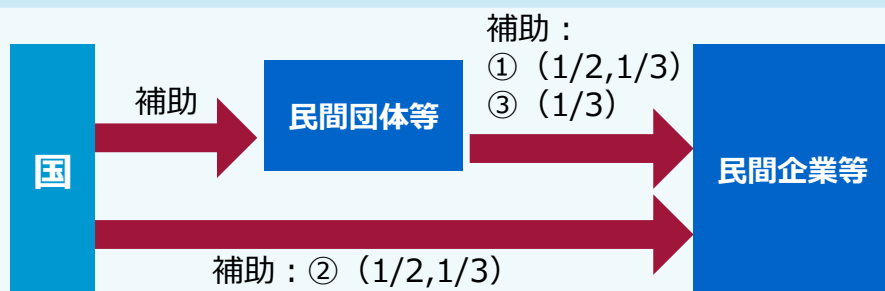 国
補助
民間団体等
補助：
①（1/2,1/3）
③（1/3）
民間企業等
補助：②（1/2,1/3）